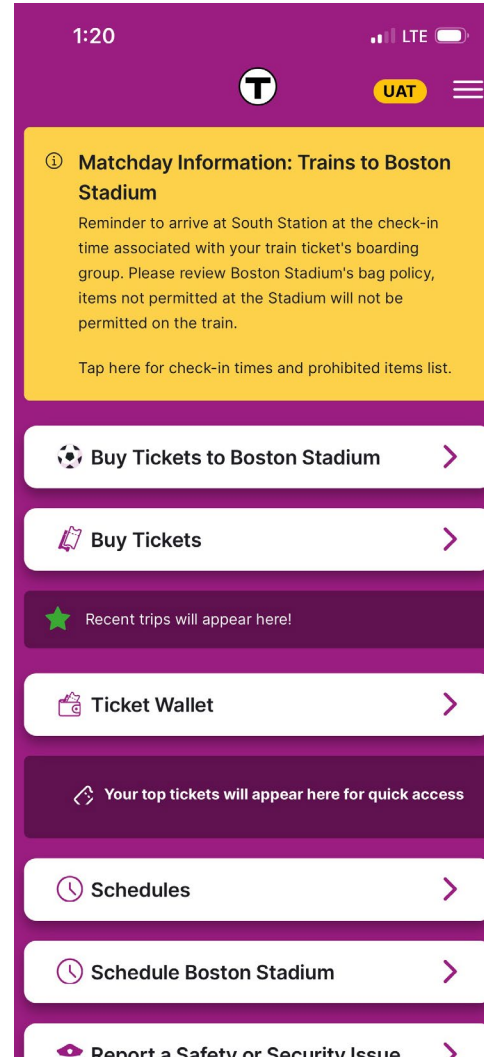 1:20
LTE
T
UAT
Matchday Information: Trains to Boston
Stadium
Reminder to arrive at South Station at the check-in
time associated with your train ticket's boarding
group. Please review Boston Stadium's bag policy,
items not permitted at the Stadium will not be
permitted on the train.
Tap here for check-in times and prohibited items list.
Buy Tickets to Boston Stadium
Buy Tickets
Recent trips will appear here!
Ticket Wallet
Your top tickets will appear here for quick access
Schedules
Schedule Boston Stadium
Report a Safety or Security Issue